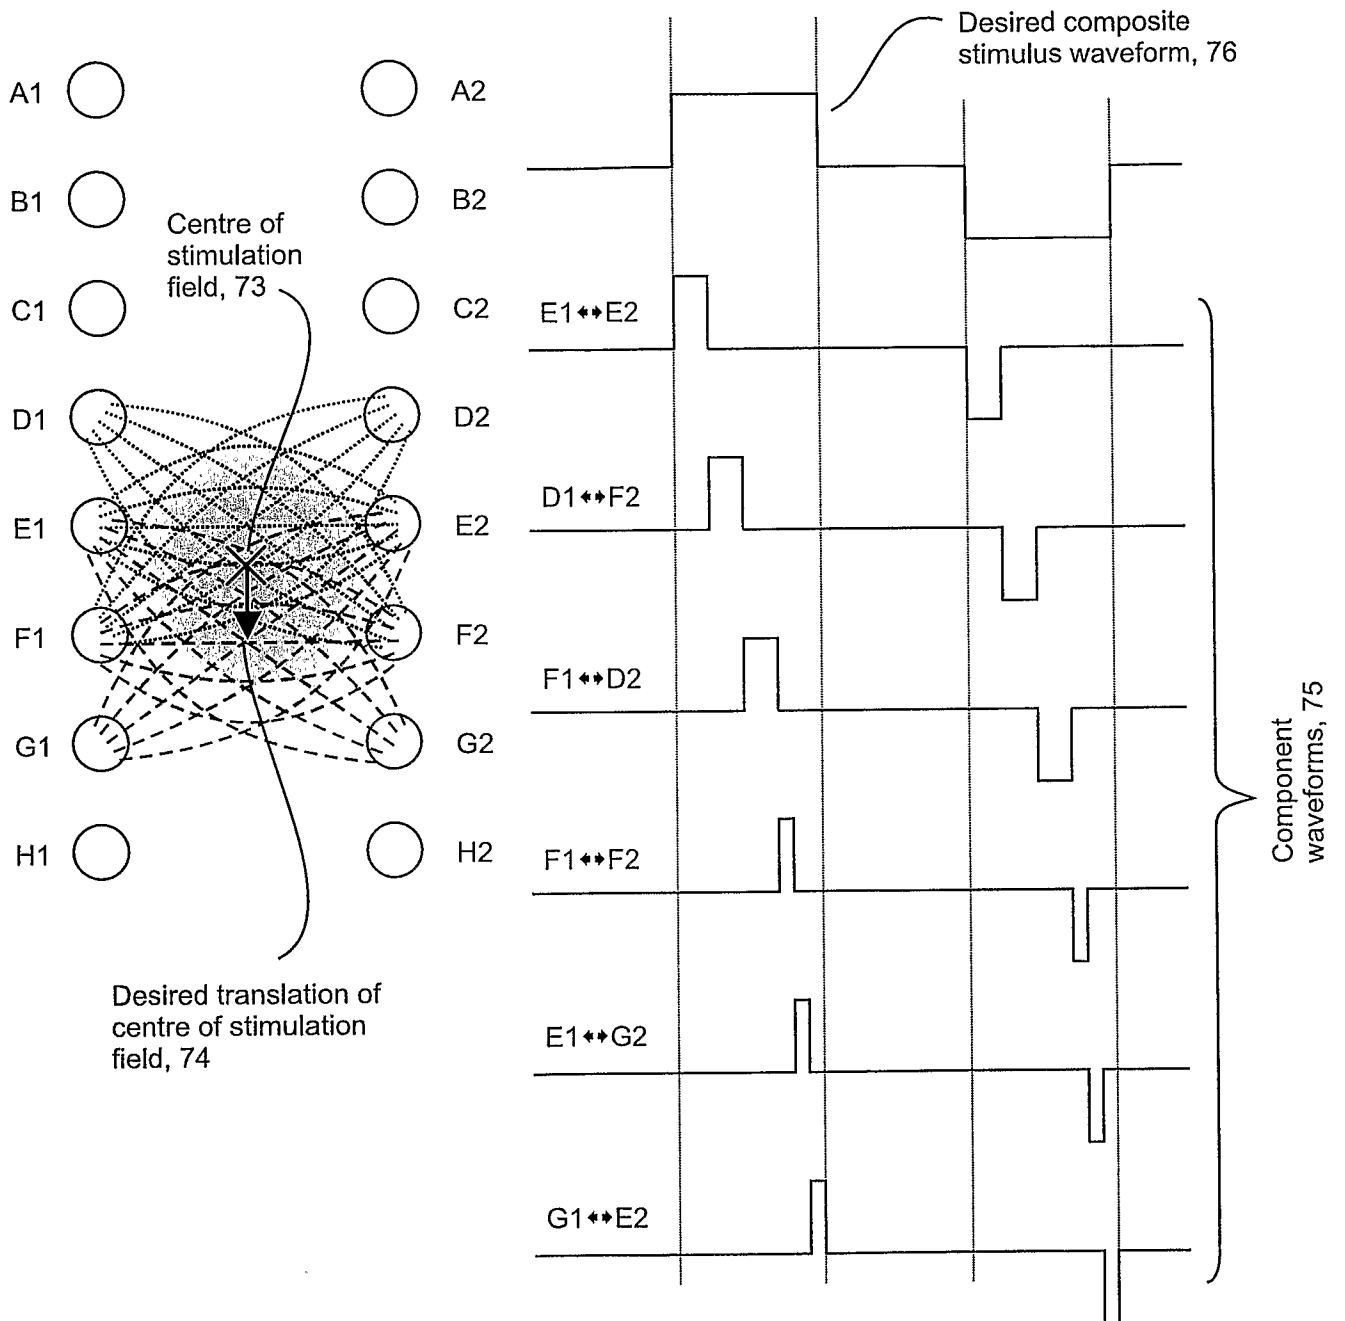 Desired composite
stimulus waveform, 76
A1
A2
B1
B2
Centre of
stimulation
field, 73
C1
C2
D1
D2
E1
E2
F1
F2
G1
G2
H1
H2
Desired translation of
centre of stimulation
field, 74
E1↔E2
D1↔F2
F1↔D2
F1↔F2
E1↔G2
G1↔E2
Component
waveforms, 75